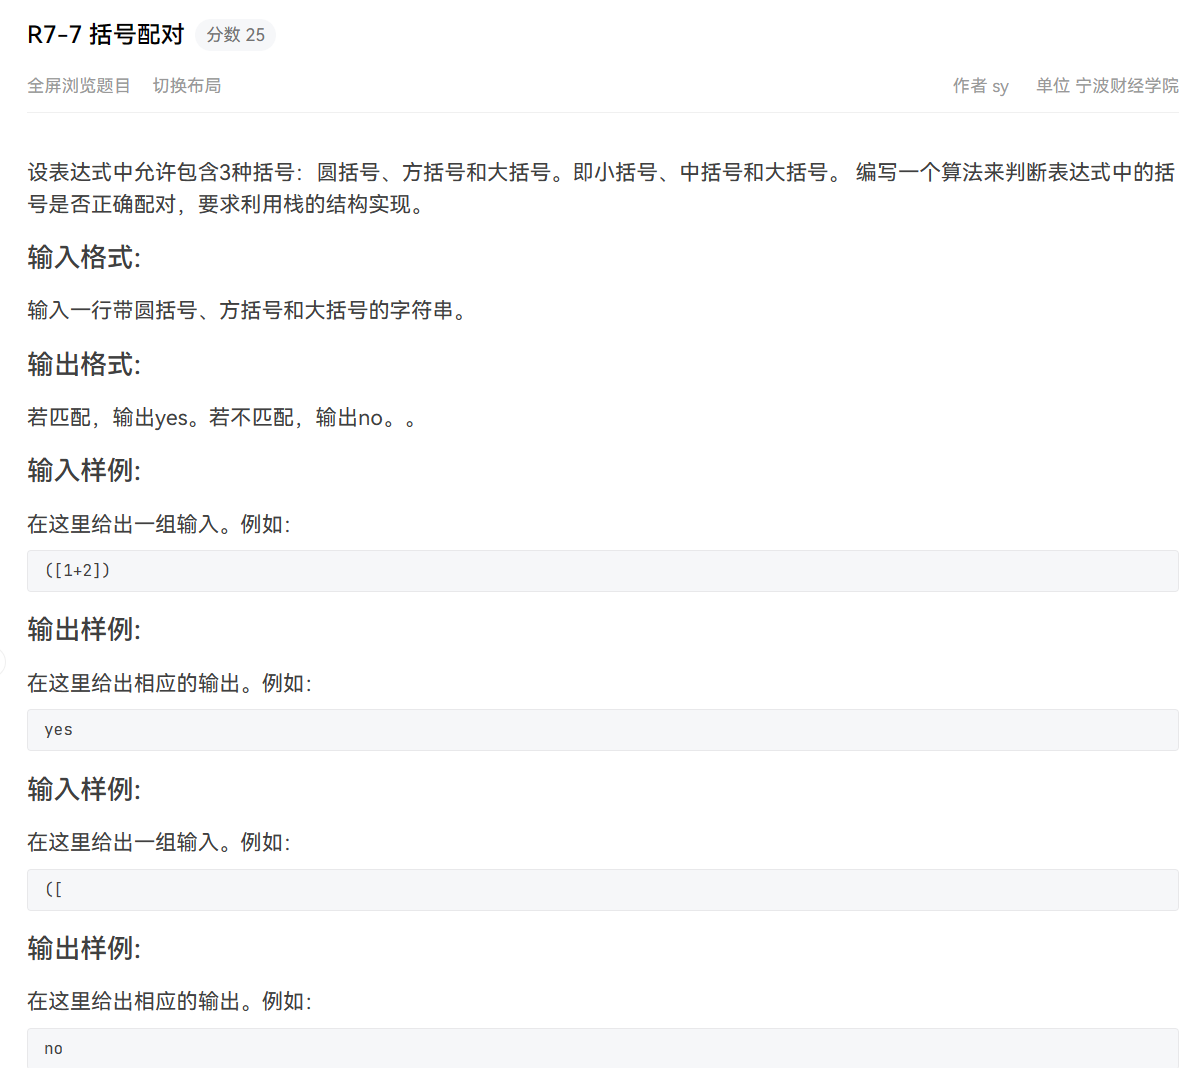 R7-7 括号配对 分数 25
全屏浏览题目 切换布局 作者 sy 单位 宁波财经学院
设表达式中允许包含3种括号：圆括号、方括号和大括号。即小括号、中括号和大括号。 编写一个算法来判断表达式中的括
号是否正确配对，要求利用栈的结构实现。
输入格式:
输入一行带圆括号、方括号和大括号的字符串。
输出格式:
若匹配，输出yes。若不匹配，输出no。。
输入样例:
在这里给出一组输入。例如：
([1+2])
输出样例:
在这里给出相应的输出。例如：
yes
输入样例:
在这里给出一组输入。例如：
([
输出样例:
在这里给出相应的输出。例如：
no